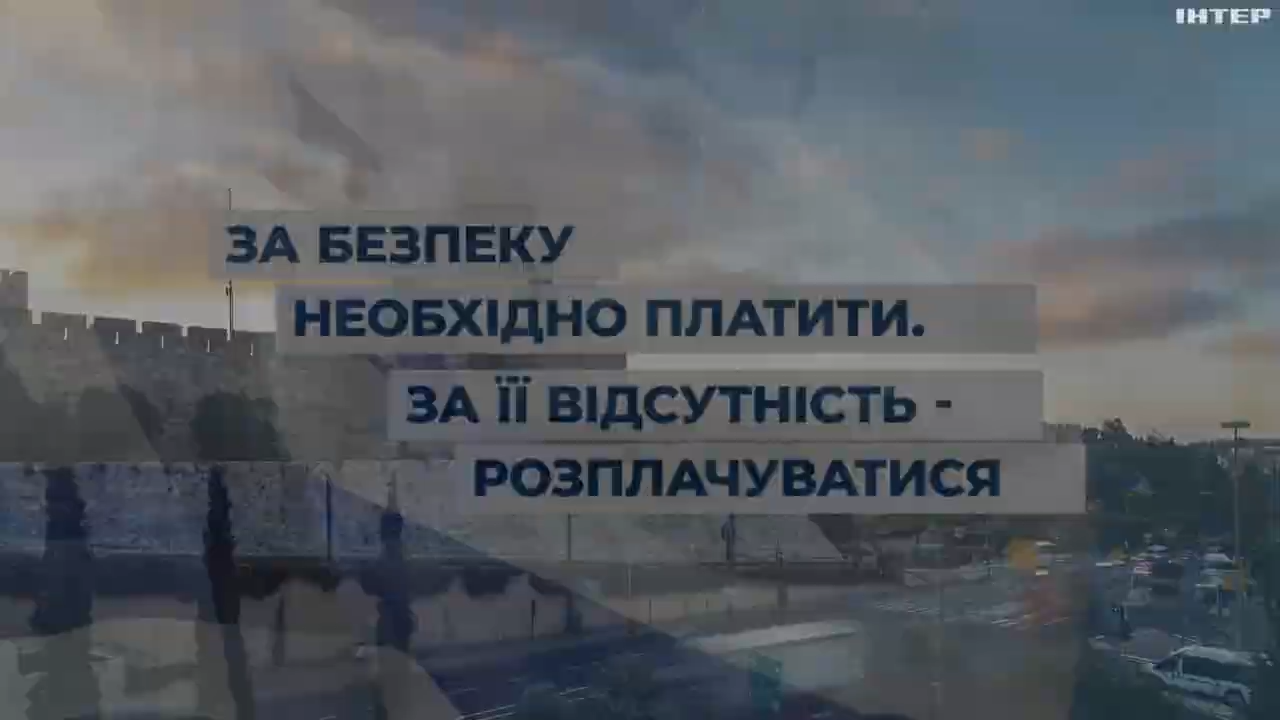 ІНТЕР
ЗА БЕЗПЕКУ
НЕОБХІДНО ПЛАТИТИ.
ЗА ЇЇ ВІДСУТНІСТЬ -
РОЗПЛАЧУВАТИСЯ